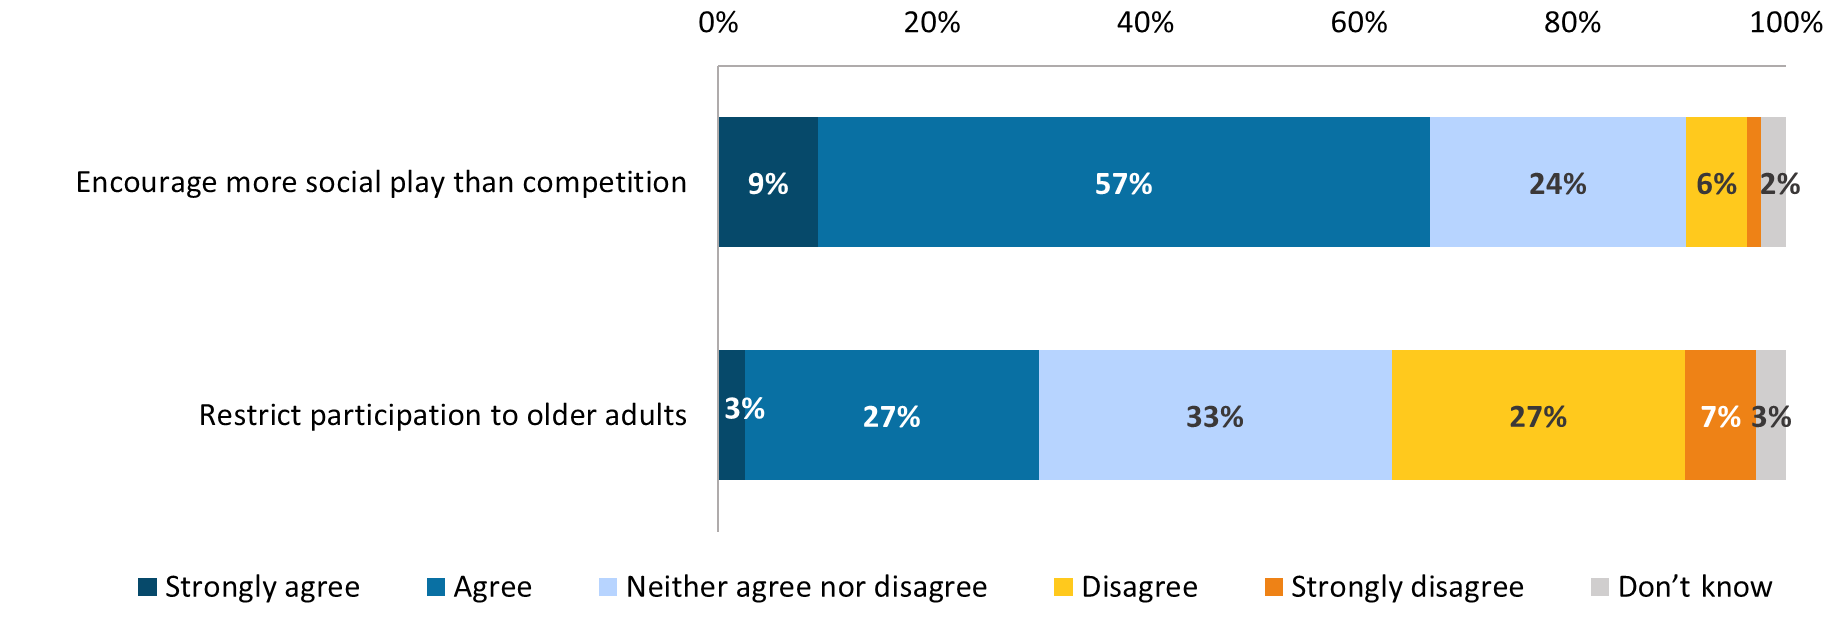 0% 20% 40% 60% 80% 100%
Encourage more social play than competition 9% 57% 24% 6% 2%
Restrict participation to older adults 3% 27% 33% 27% 7% 3%
Strongly agree Agree Neither agree nor disagree Disagree Strongly disagree Don’t know